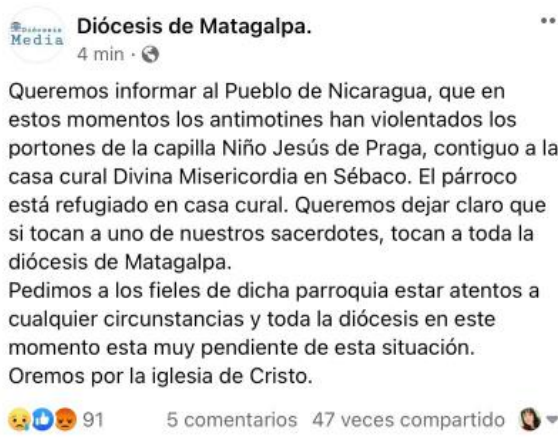 Diócesis de Matagalpa.
Diócesis
Media
4 min ·
Queremos informar al Pueblo de Nicaragua, que en
estos momentos los antimotines han violentados los
portones de la capilla Niño Jesús de Praga, contiguo a la
casa cural Divina Misericordia en Sébaco. El párroco
está refugiado en casa cural. Queremos dejar claro que
si tocan a uno de nuestros sacerdotes, tocan a toda la
diócesis de Matagalpa.
Pedimos a los fieles de dicha parroquia estar atentos a
cualquier circunstancias y toda la diócesis en este
momento esta muy pendiente de esta situación.
Oremos por la iglesia de Cristo.
91 5 comentarios 47 veces compartido